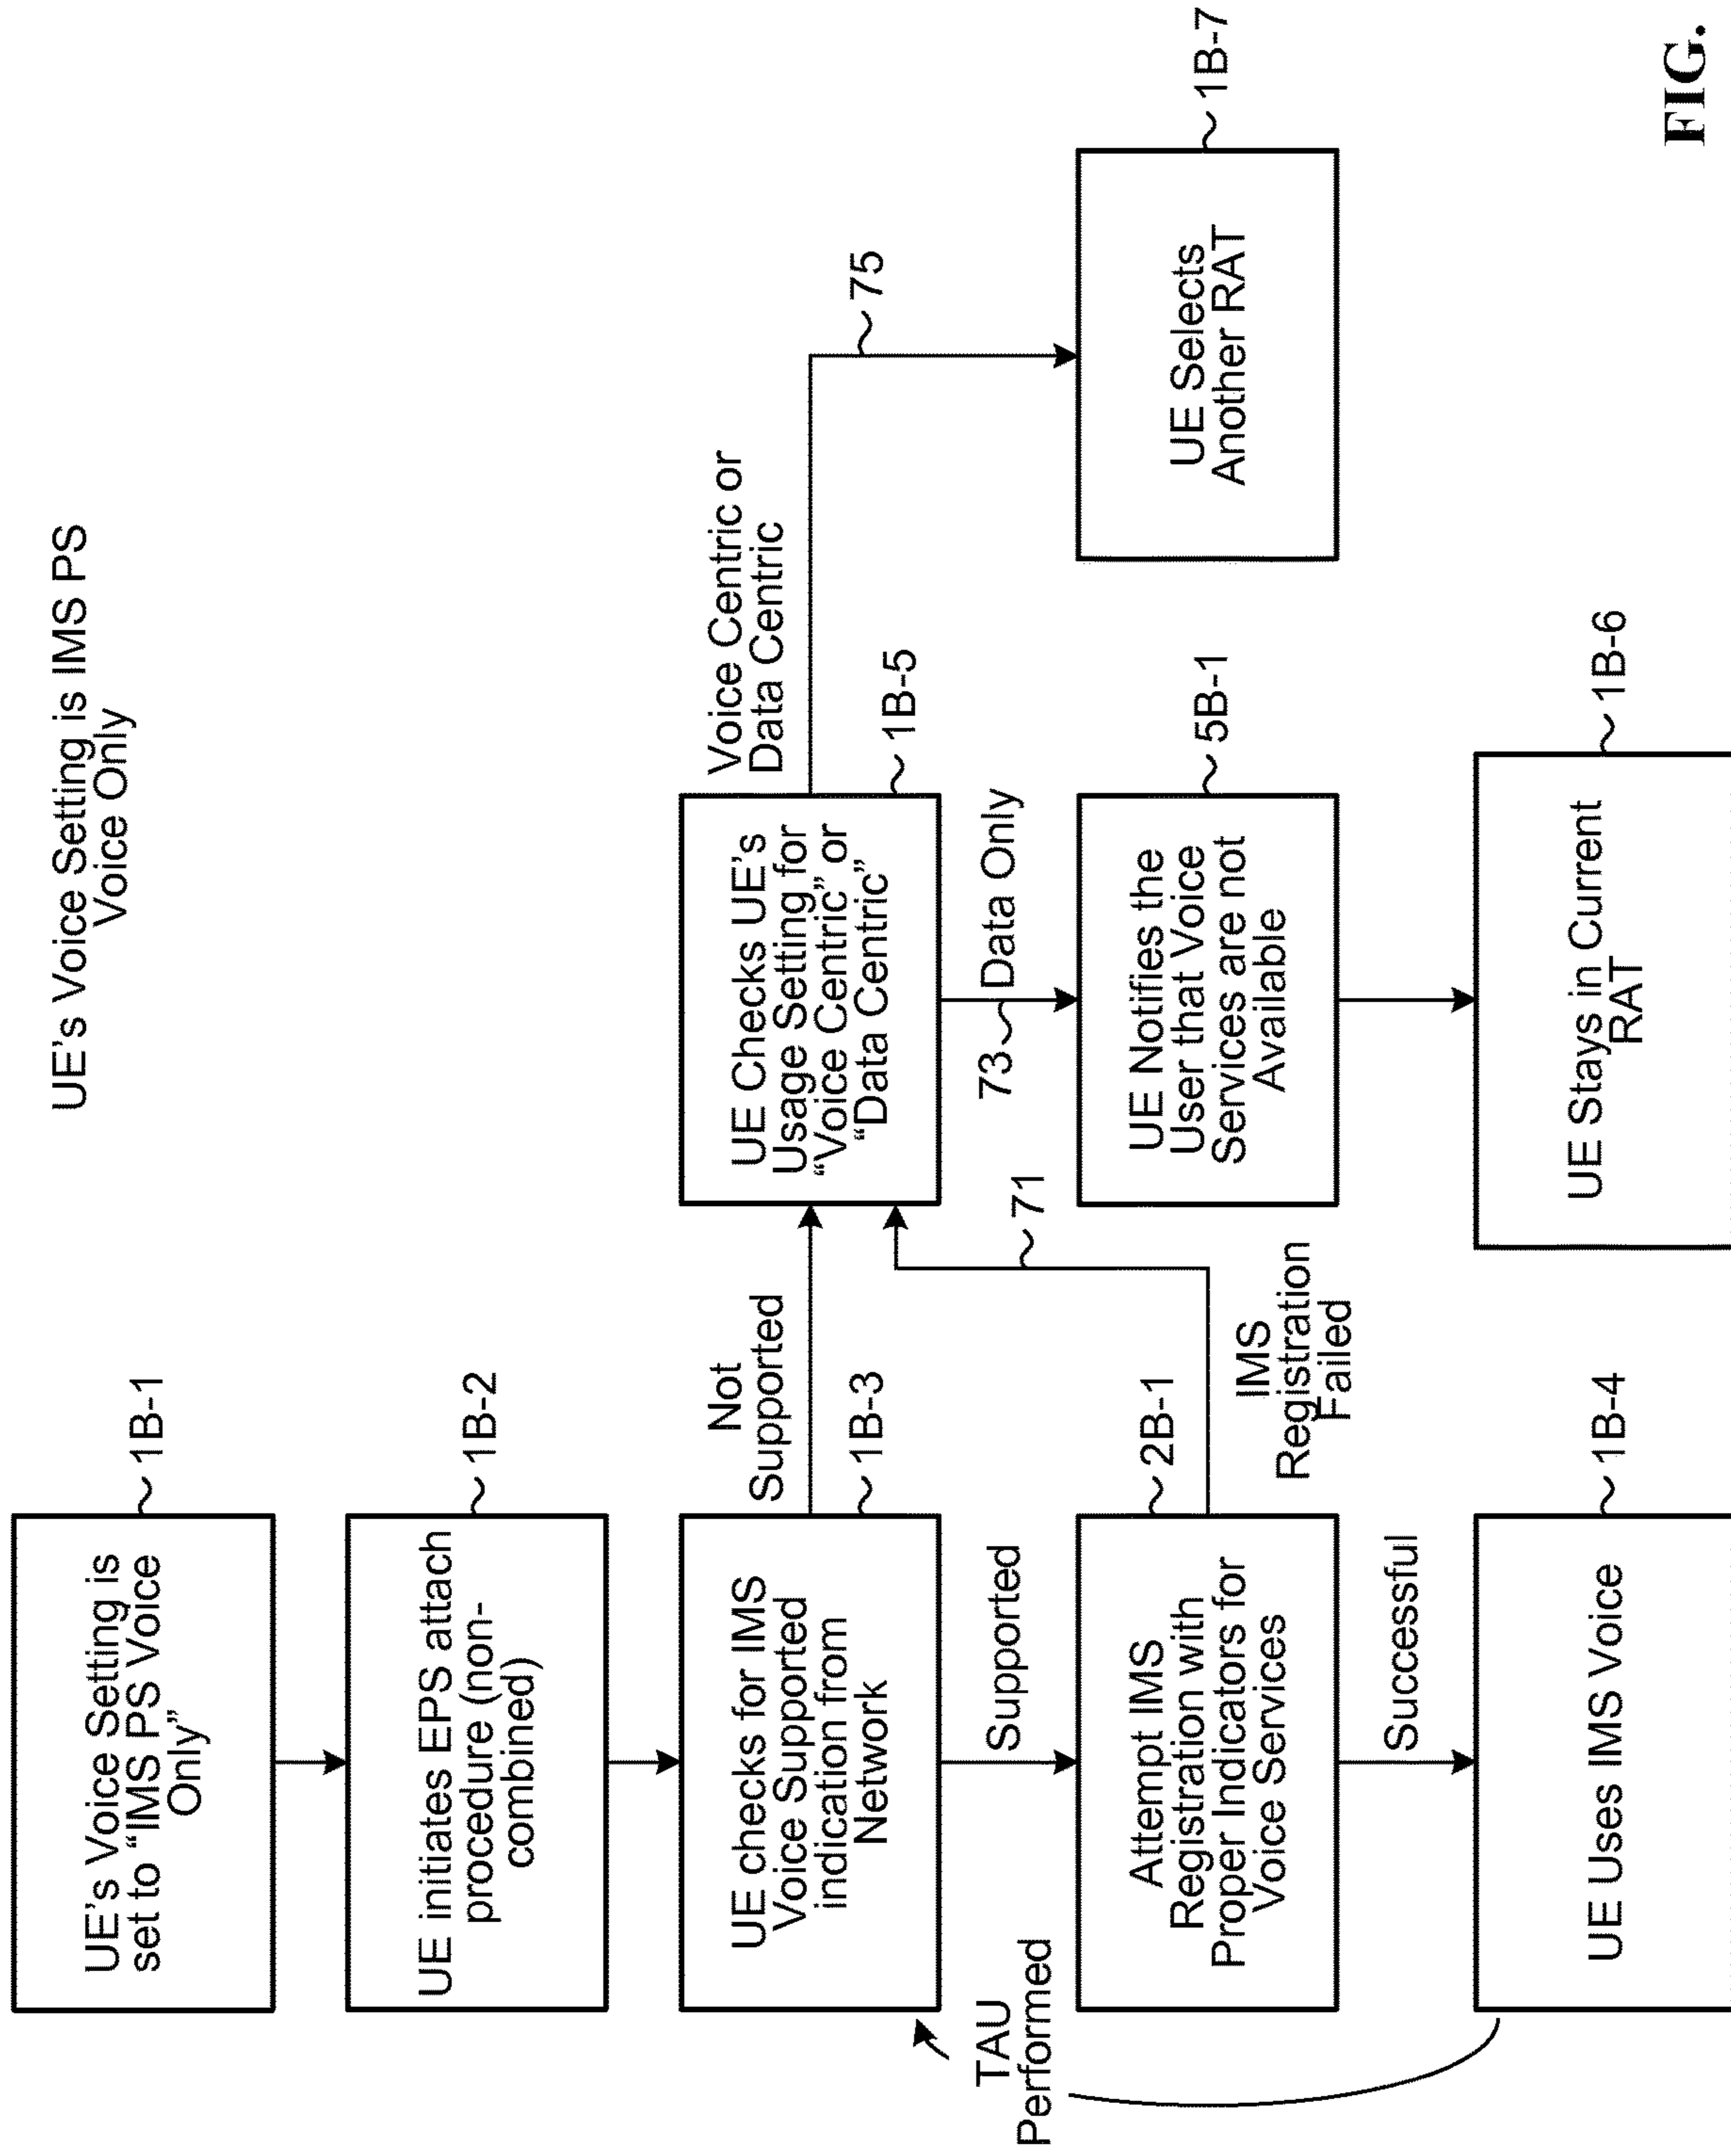 UE's Voice Setting is IMS PS
Voice Only
UE's Voice Setting is
set to “IMS PS Voice
Only”
1B-1
UE initiates EPS attach
procedure (non-
combined)
1B-2
UE checks for IMS
Voice Supported
indication from
Network
1B-3
Not
Supported
UE Checks UE's
Usage Setting for
“Voice Centric” or
“Data Centric”
1B-5
Voice Centric or
Data Centric
75
Supported
TAU
Performed
Attempt IMS
Registration with
Proper Indicators for
Voice Services
2B-1
IMS
Registration
Failed
71
73
Data Only
UE Notifies the
User that Voice
Services are not
Available
5B-1
UE Selects
Another RAT
1B-7
Successful
UE Uses IMS Voice
1B-4
UE Stays in Current
RAT
1B-6
FIG.